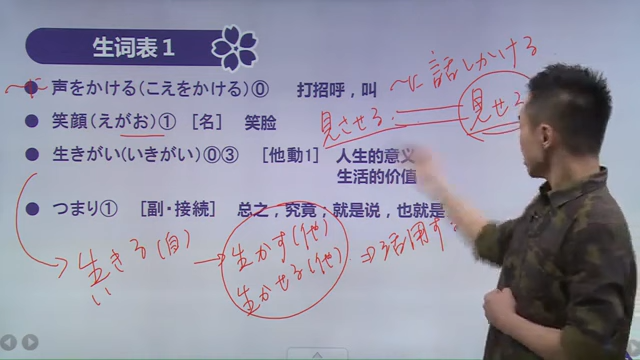 生词表 1
～に 声をかける(こえをかける)⓪ 打招呼，叫
～に 話しかける
笑顔(えがお)① [名] 笑脸
見させる
見せる
生きがい(いきがい)⓪③ [他動1] 人生的意义
生活的价值
つまり① [副・接続] 总之，究竟；就是说，也就是
生きる(自) → 生かす(他) ⇒ 活用す
い
生かせる(他)